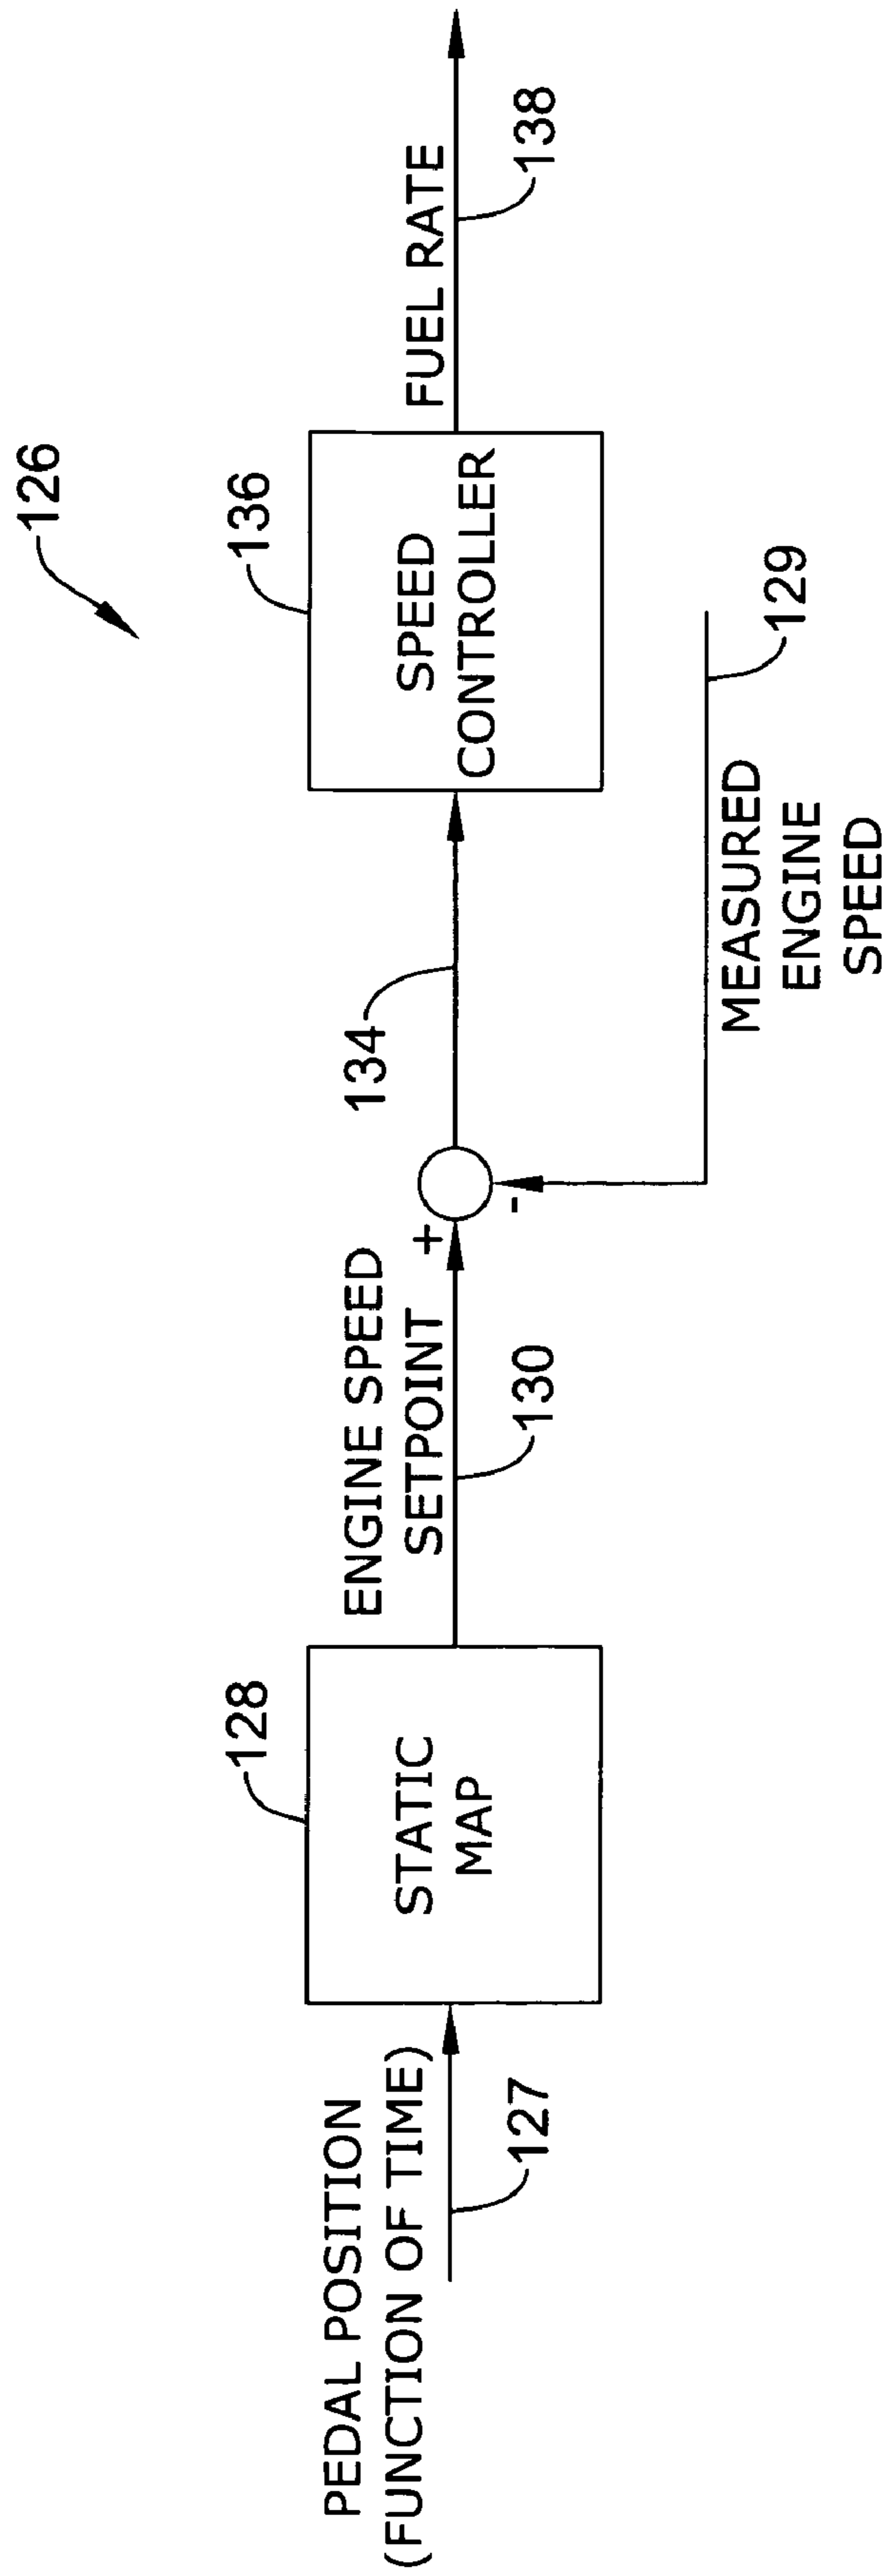 126
PEDAL POSITION
(FUNCTION OF TIME)
127
128
STATIC
MAP
ENGINE SPEED
SETPOINT
130
+
-
134
136
SPEED
CONTROLLER
MEASURED
ENGINE
SPEED
129
FUEL RATE
138